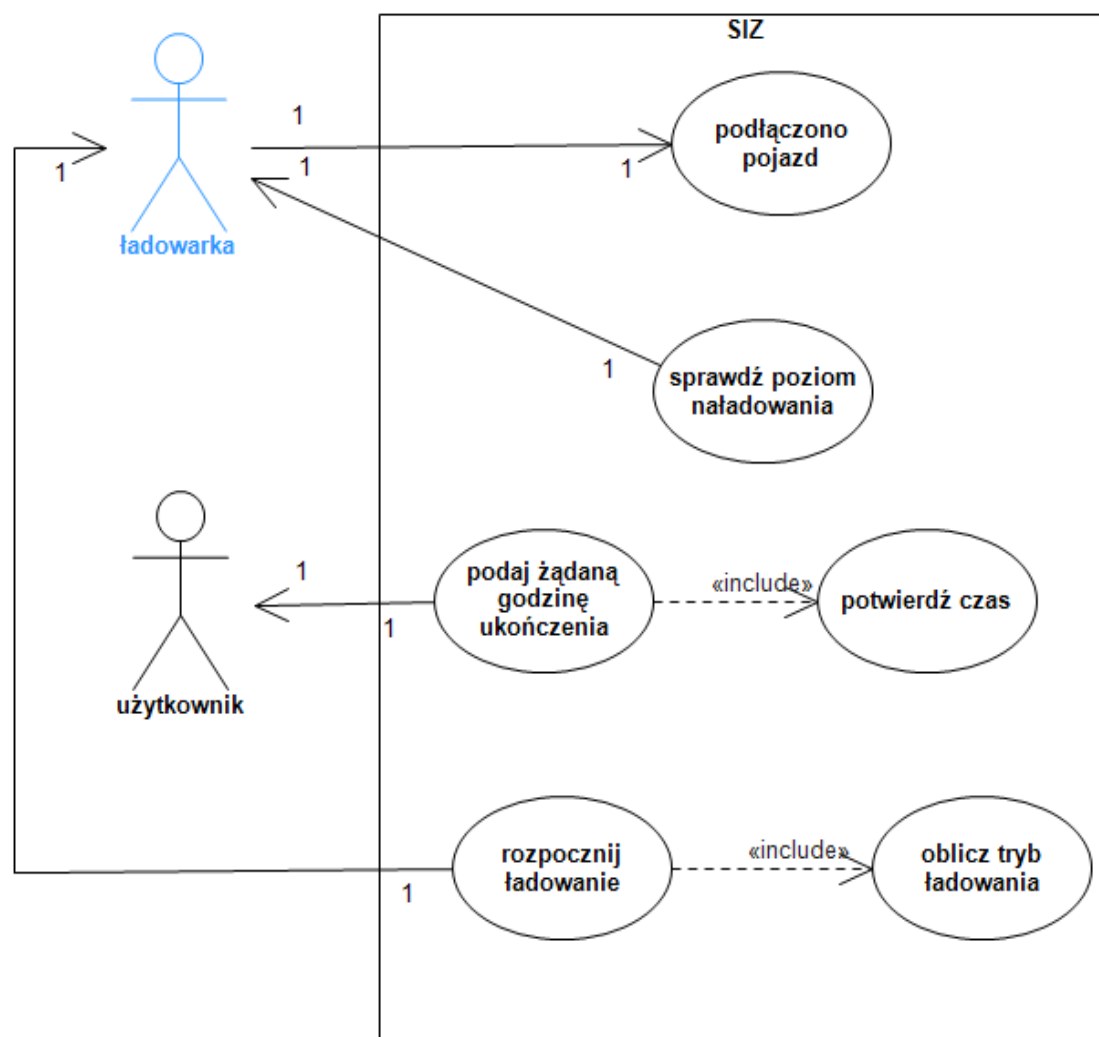 SIZ
1
1
1
1
podłączono
pojazd
ładowarka
1
sprawdź poziom
naładowania
1
1
podaj żądaną
godzinę
ukończenia
«include»
potwierdź czas
użytkownik
1
rozpocznij
ładowanie
«include»
oblicz tryb
ładowania